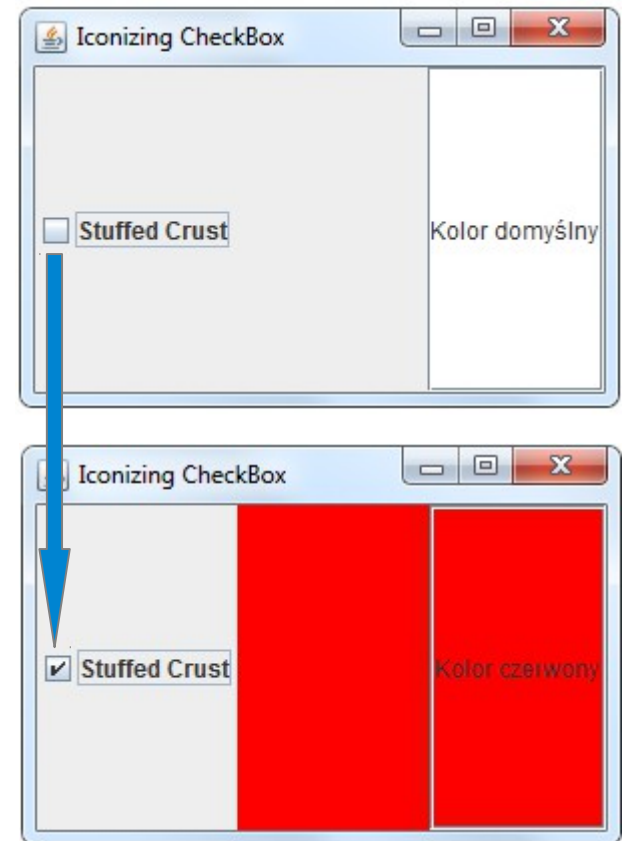 Iconizing CheckBox
Stuffed Crust
Kolor domyślny
Iconizing CheckBox
Stuffed Crust
Kolor czerwony